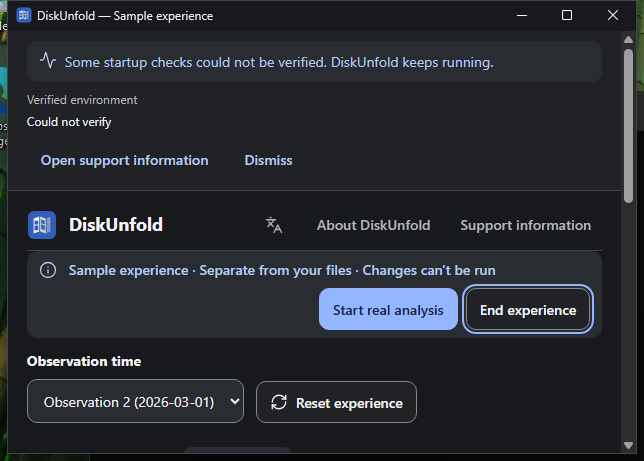 DiskUnfold — Sample experience
Some startup checks could not be verified. DiskUnfold keeps running.
Verified environment
Could not verify
Open support information Dismiss
DiskUnfold About DiskUnfold Support information
Sample experience · Separate from your files · Changes can't be run
Start real analysis End experience
Observation time
Observation 2 (2026-03-01) Reset experience